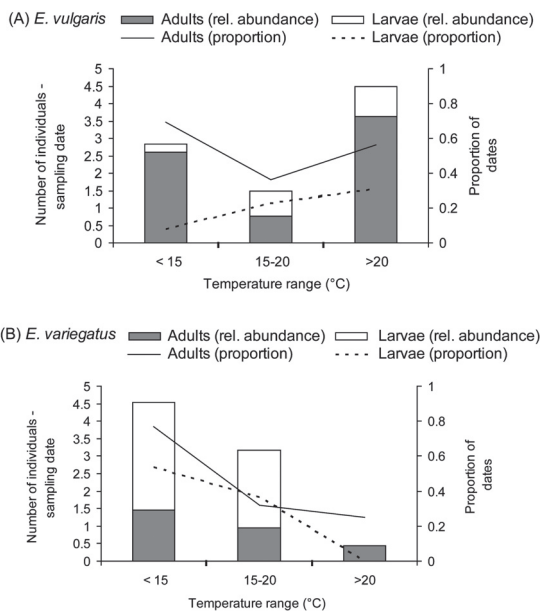 (A) E. vulgaris
Adults (rel. abundance) Larvae (rel. abundance)
Adults (proportion) Larvae (proportion)
Number of individuals -
sampling date
5
4.5
4
3.5
3
2.5
2
1.5
1
0.5
0
1
0.8
0.6
0.4
0.2
0
Proportion of
dates
< 15 15-20 >20
Temperature range (°C)
(B) E. variegatus
Adults (rel. abundance) Larvae (rel. abundance)
Adults (proportion) Larvae (proportion)
Number of individuals -
sampling date
5
4.5
4
3.5
3
2.5
2
1.5
1
0.5
0
1
0.8
0.6
0.4
0.2
0
Proportion of
dates
< 15 15-20 >20
Temperature range (°C)